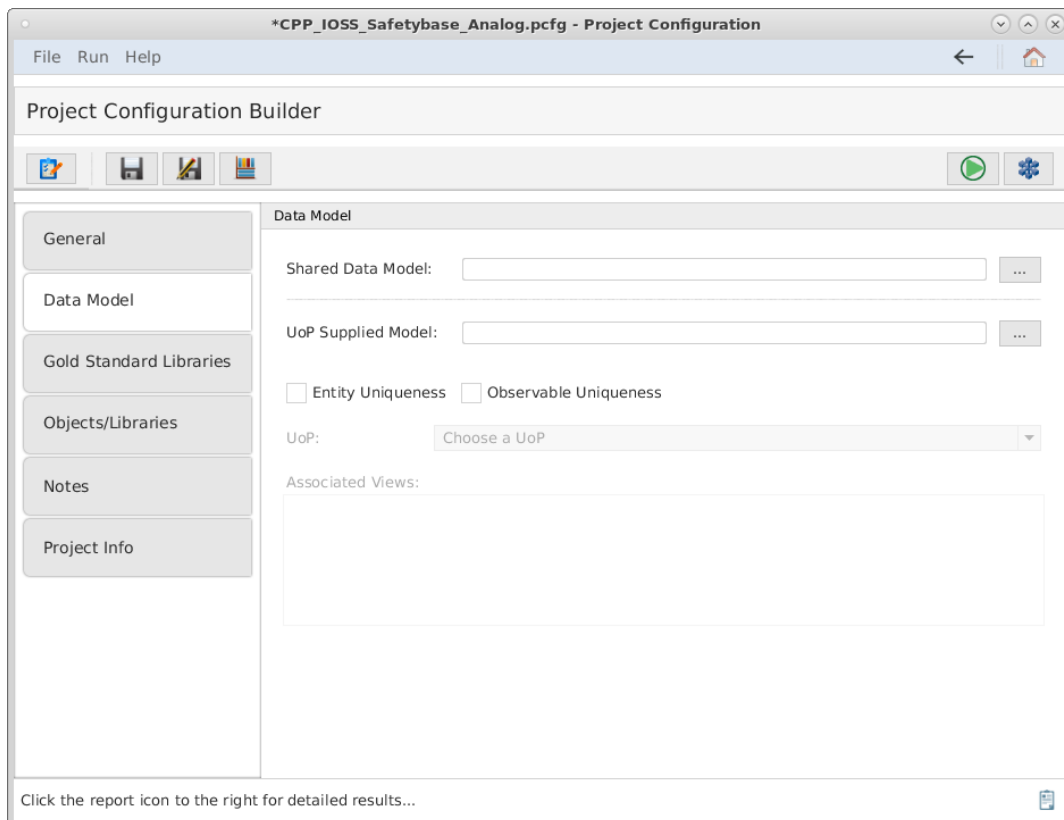 *CPP_IOSS_Safetybase_Analog.pcfg - Project Configuration
File Run Help
Project Configuration Builder
General
Data Model
Gold Standard Libraries
Objects/Libraries
Notes
Project Info
Data Model
Shared Data Model:
...
UoP Supplied Model:
...
Entity Uniqueness
Observable Uniqueness
UoP:
Choose a UoP
Associated Views:
Click the report icon to the right for detailed results...